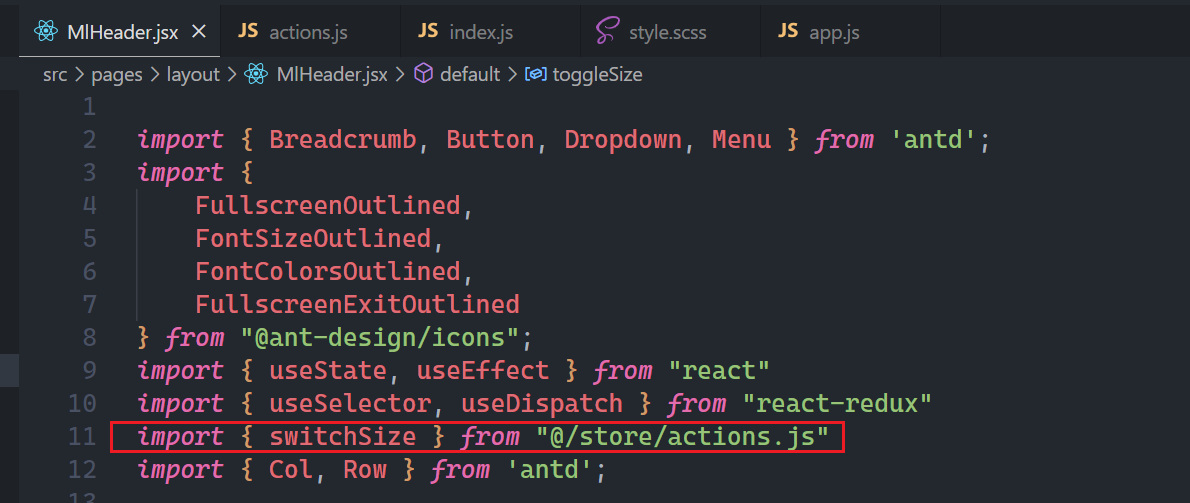 MlHeader.jsx JS actions.js JS index.js style.scss JS app.js
src > pages > layout > MlHeader.jsx > default > toggleSize
1
2 import { Breadcrumb, Button, Dropdown, Menu } from 'antd';
3 import {
4 FullscreenOutlined,
5 FontSizeOutlined,
6 FontColorsOutlined,
7 FullscreenExitOutlined
8 } from "@ant-design/icons";
9 import { useState, useEffect } from "react"
10 import { useSelector, useDispatch } from "react-redux"
11 import { switchSize } from "@/store/actions.js"
12 import { Col, Row } from 'antd';
13